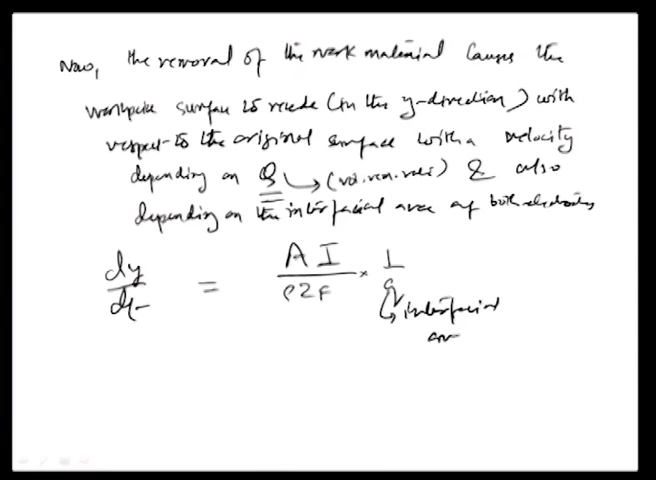 Now, the removal of the work material causes the
workpiece surface to recede (in the y-direction) with
respect to the original surface with a velocity
depending on Q → (vol. rem. rate) & also
depending on the interfacial area of both electrodes
dy/dt = AI/ρZF × 1/a
→ interfacial
are